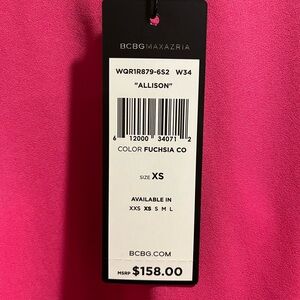 BCBGMAXAZRIA
WQR1R879-6S2 W34
"ALLISON"
6 12000 34071 2
COLOR FUCHSIA CO
SIZE XS
AVAILABLE IN
XXS XS S M L
BCBG.COM
MSRP $158.00